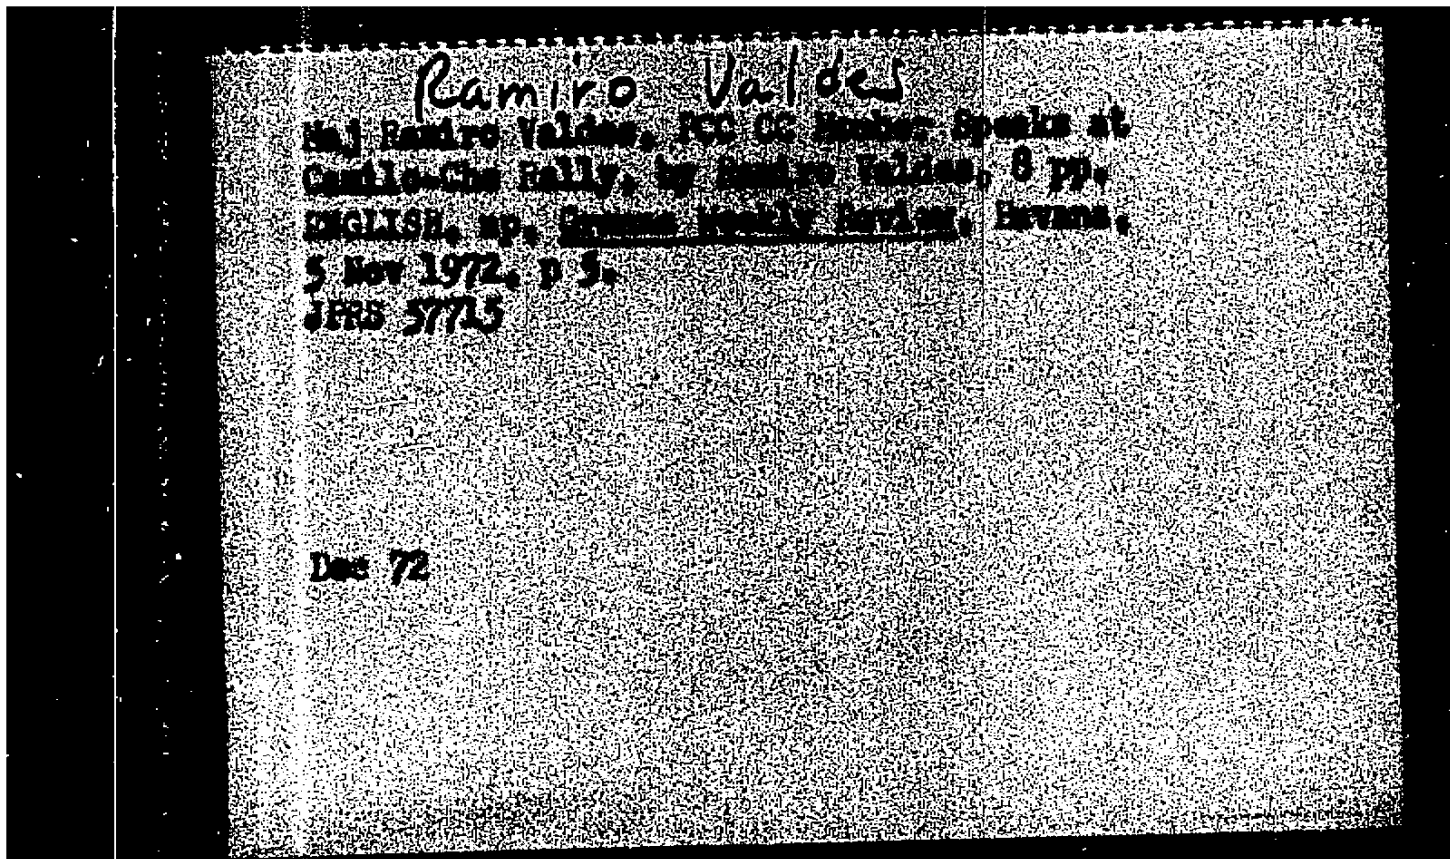 Ramiro Valdes
Maj Ramiro Valdes, PCC CC Member Speaks at
Camilo-Che Rally, by Ramiro Valdes, 8 pp.
ENGLISH, np, Granma Weekly Review, Havana,
5 Nov 1972, p 5.
JPRS 57715
Dec 72